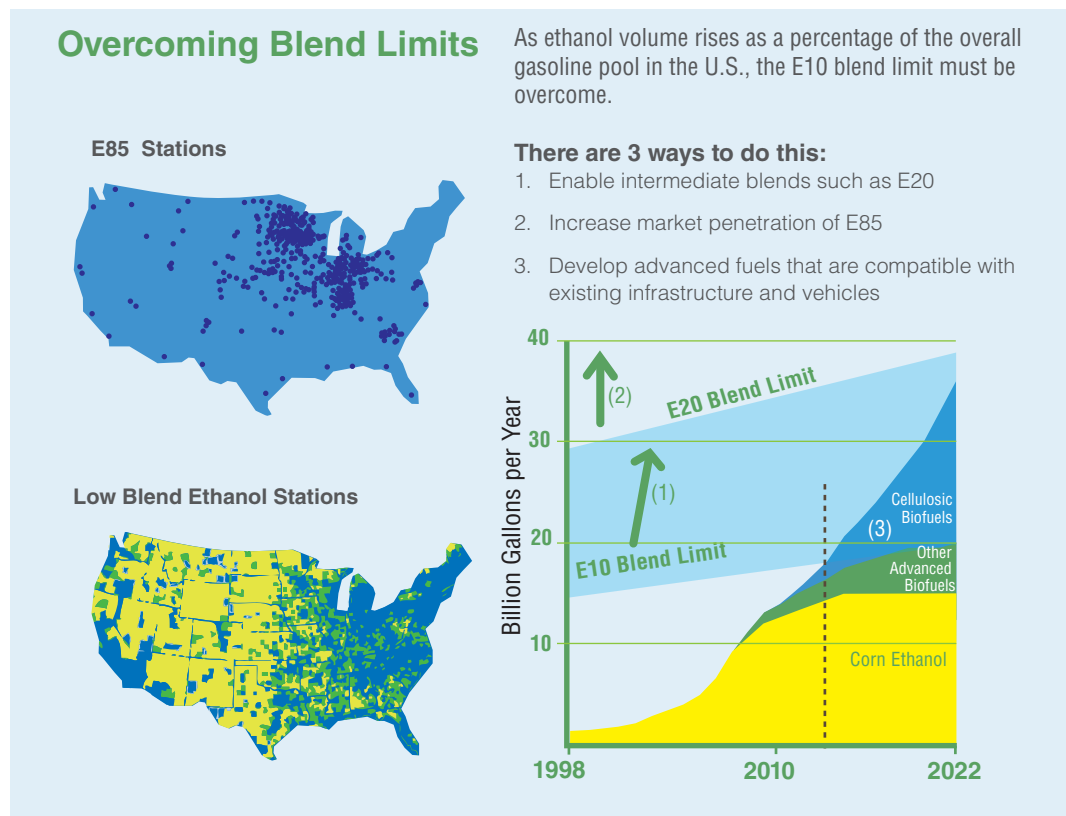 Overcoming Blend Limits
As ethanol volume rises as a percentage of the overall
gasoline pool in the U.S., the E10 blend limit must be
overcome.
E85 Stations
There are 3 ways to do this:
1. Enable intermediate blends such as E20
2. Increase market penetration of E85
3. Develop advanced fuels that are compatible with
existing infrastructure and vehicles
Low Blend Ethanol Stations
Billion Gallons per Year
40
30
20
10
(2)
E20 Blend Limit
(1)
E10 Blend Limit
Cellulosic
Biofuels
(3)
Other
Advanced
Biofuels
Corn Ethanol
1998
2010
2022